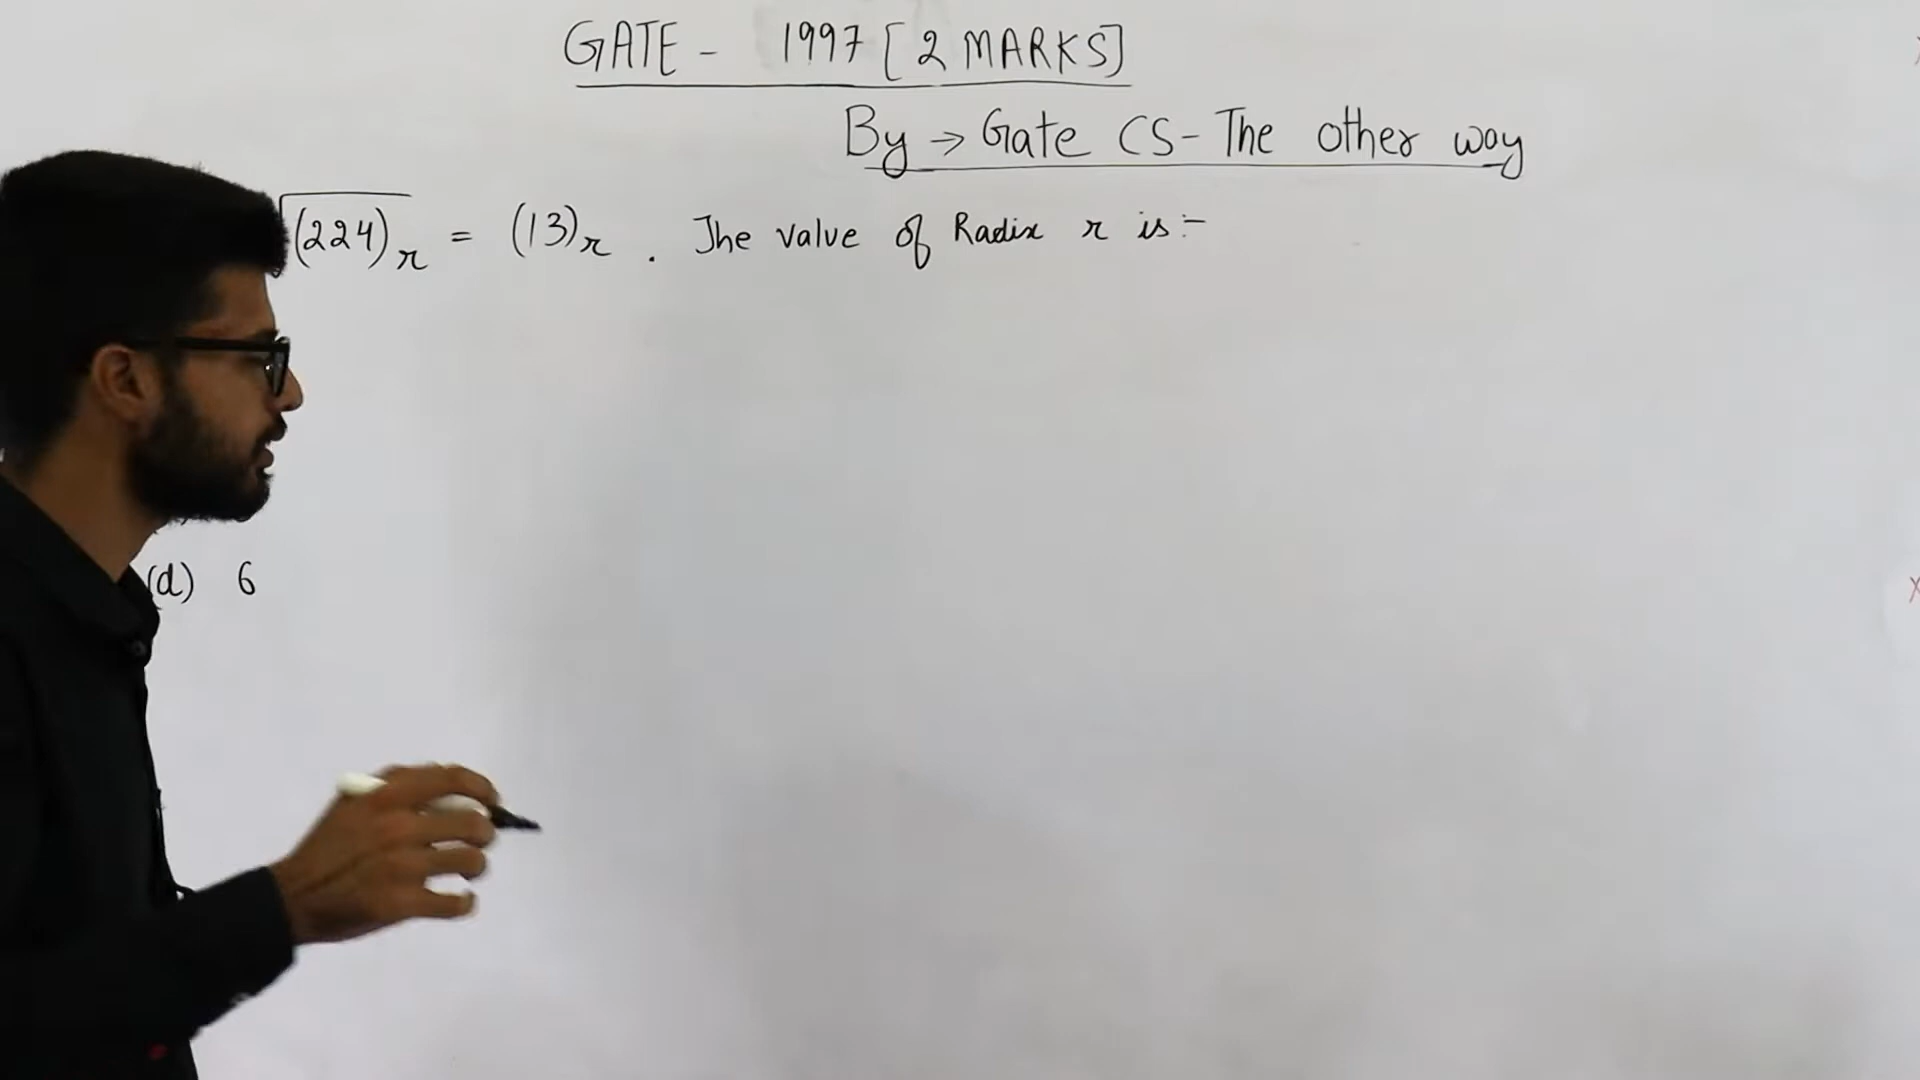 GATE - 1997 [2 MARKS]
By → Gate CS - The other way
√(224)r = (13)r . The value of Radix r is :-
(d) 6